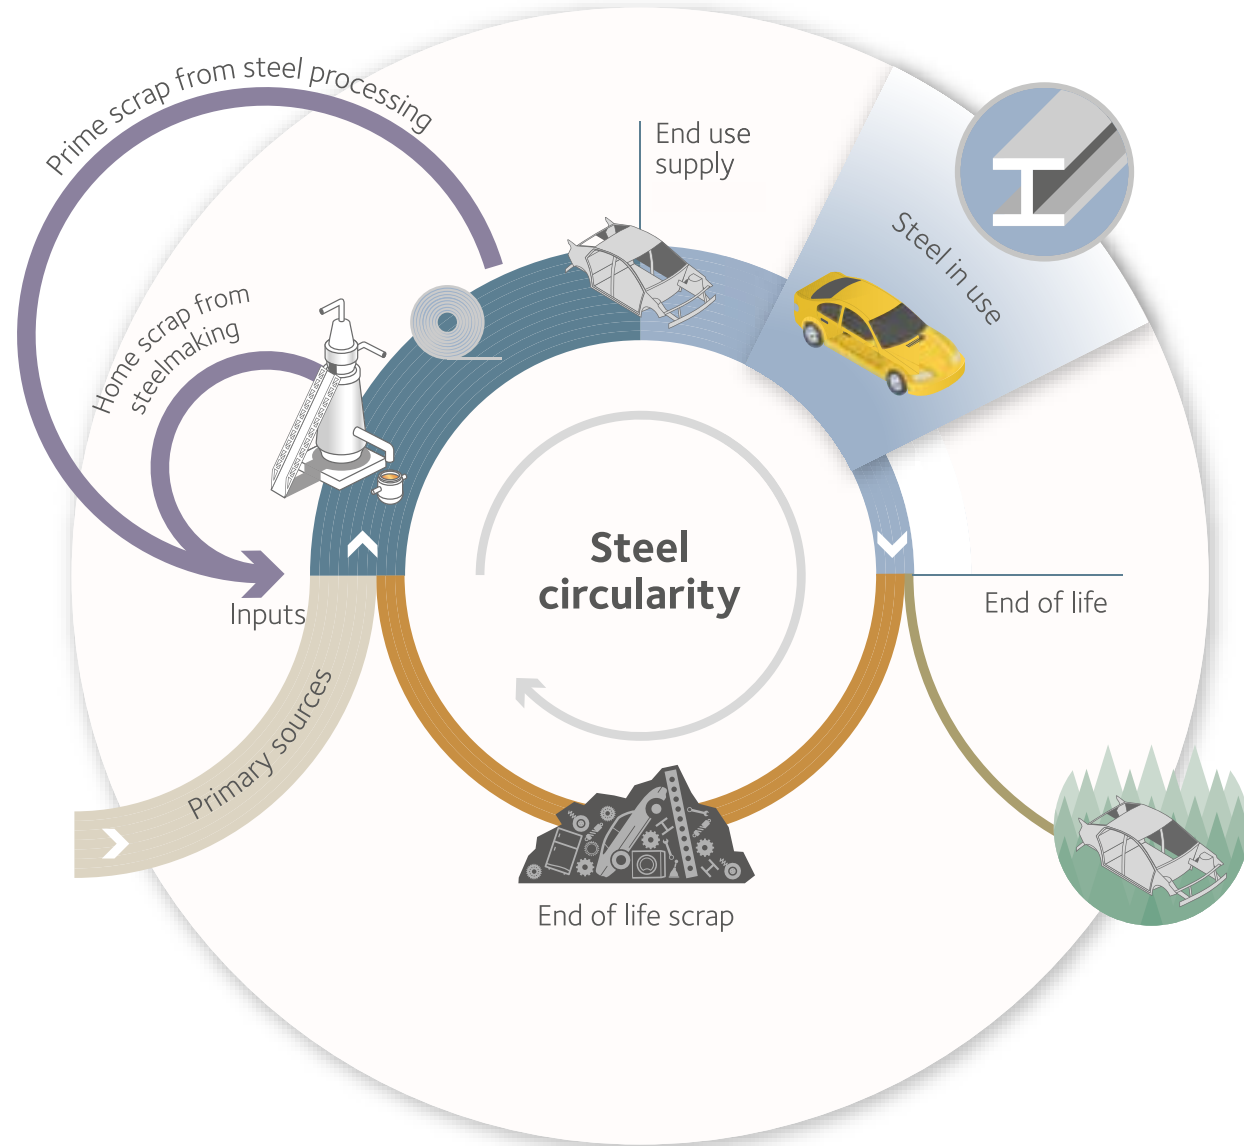 Prime scrap from steel processing
End use
supply
Steel in use
Home scrap from
steelmaking
Steel
circularity
Inputs
End of life
Primary sources
End of life scrap